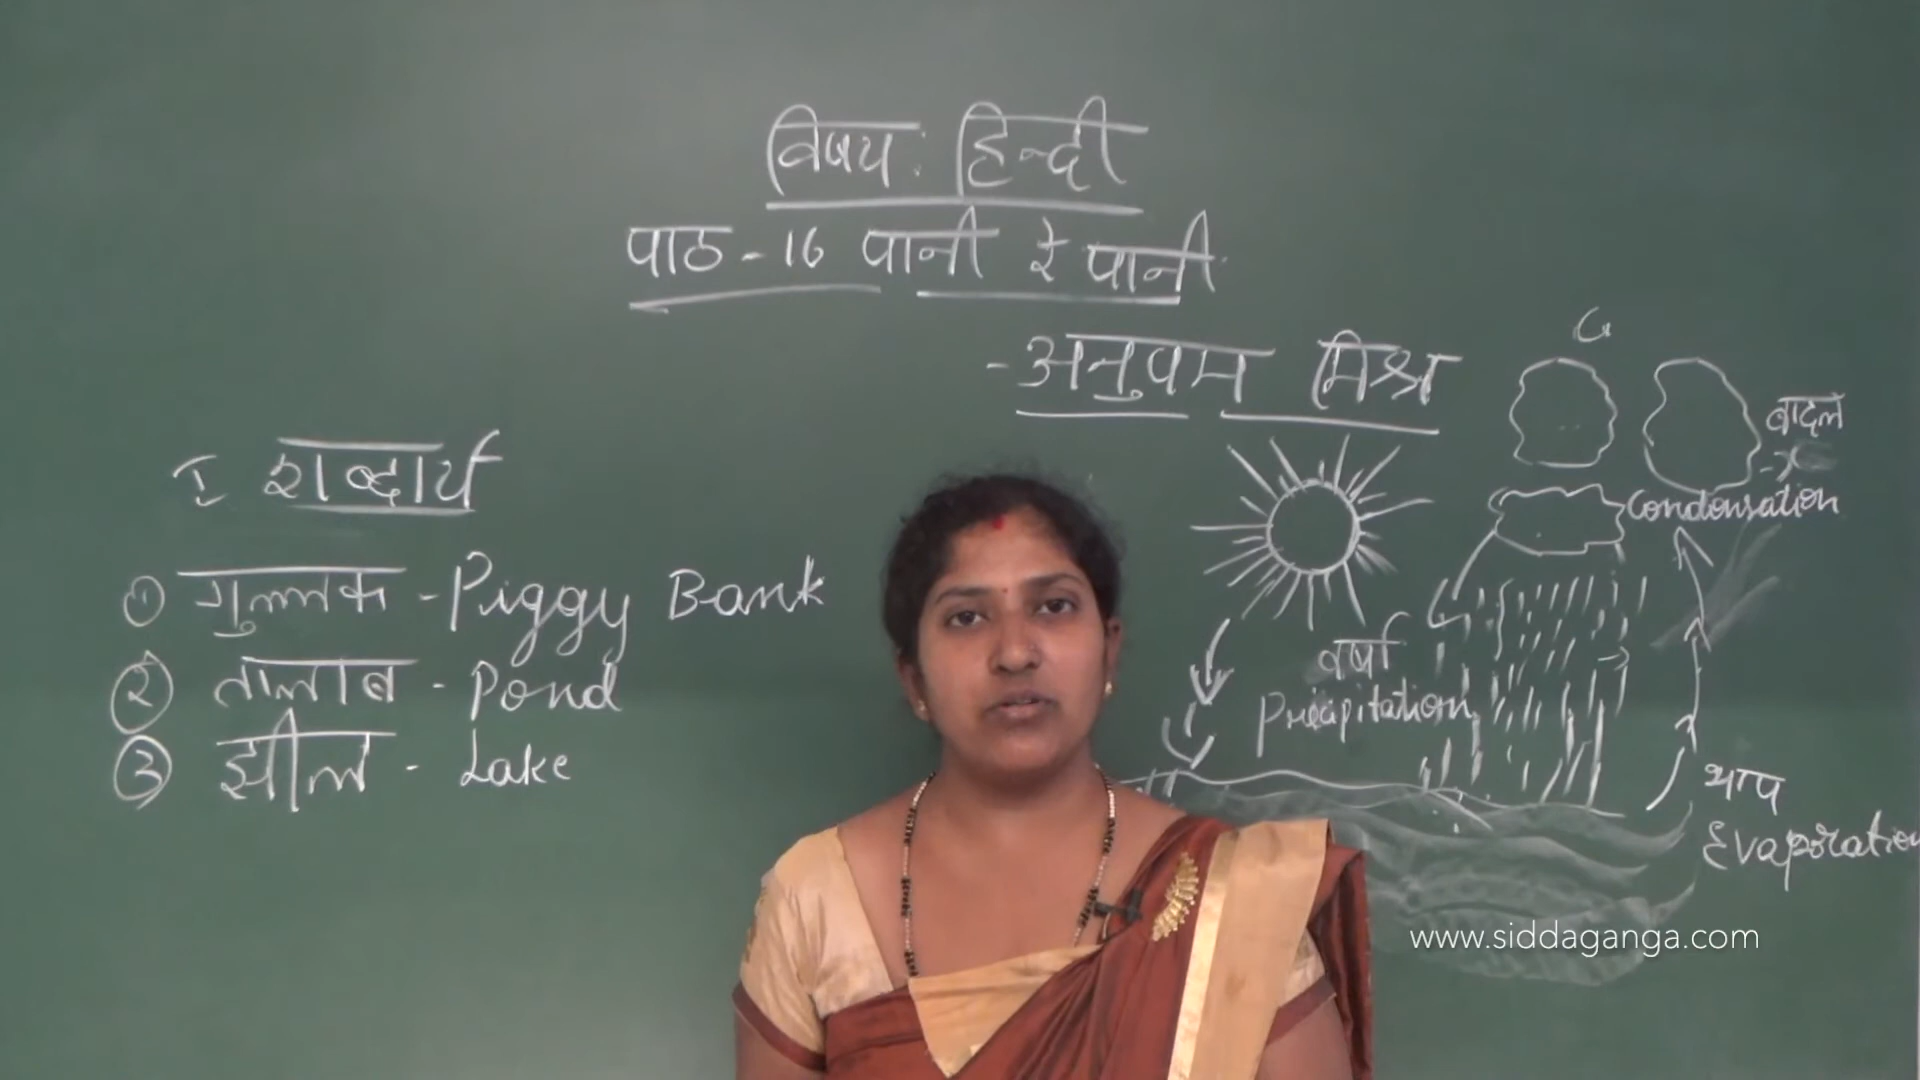 विषय: हिन्दी
पाठ - 16 पानी रे पानी
- अनुपम मिश्र
I शब्दार्थ
① गुल्लक - Piggy Bank
② तालाब - Pond
③ झील - Lake
बादल
Condensation
वर्षा
Precipitation
भाप
Evaporation
www.siddaganga.com